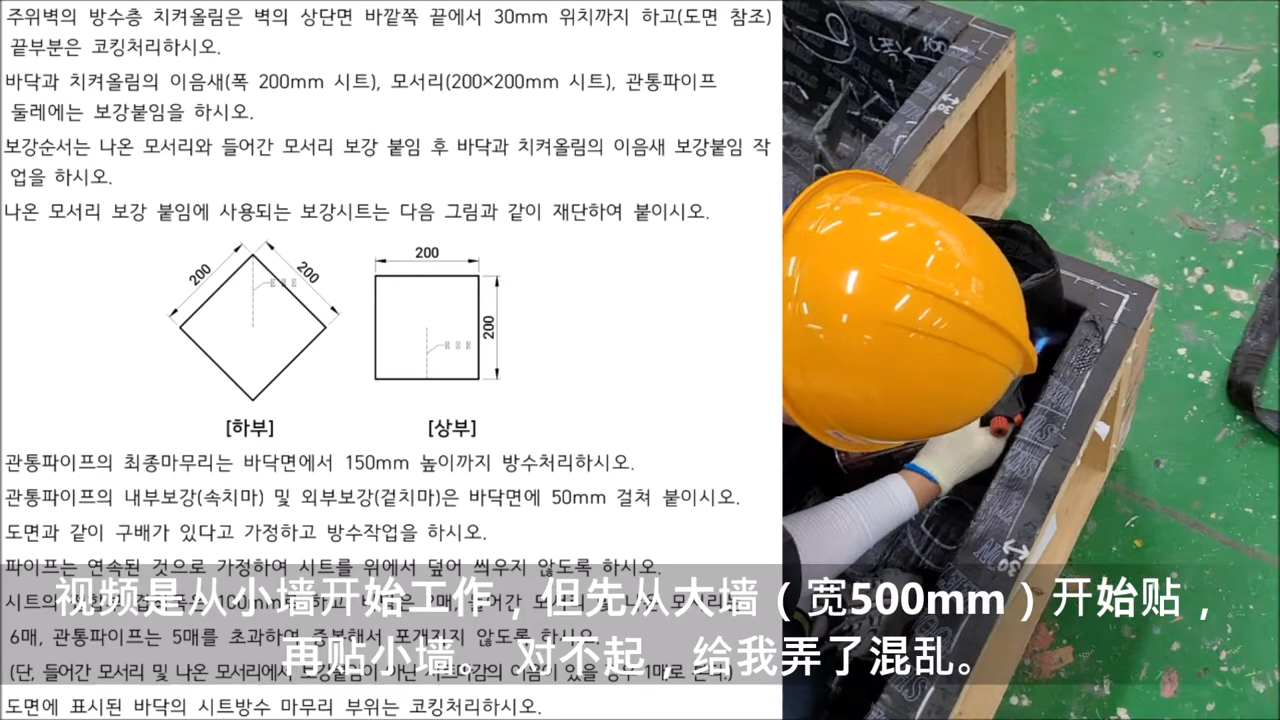 주위벽의 방수층 치켜올림은 벽의 상단면 바깥쪽 끝에서 30mm 위치까지 하고(도면 참조)
끝부분은 코킹처리하시오.
바닥과 치켜올림의 이음새(폭 200mm 시트), 모서리(200×200mm 시트), 관통파이프
둘레에는 보강붙임을 하시오.
보강순서는 나온 모서리와 들어간 모서리 보강 붙임 후 바닥과 치켜올림의 이음새 보강붙임 작
업을 하시오.
나온 모서리 보강 붙임에 사용되는 보강시트는 다음 그림과 같이 재단하여 붙이시오.
200 200
200
200
[하부] [상부]
관통파이프의 최종마무리는 바닥면에서 150mm 높이까지 방수처리하시오.
관통파이프의 내부보강(속치마) 및 외부보강(겉치마)은 바닥면에 50mm 걸쳐 붙이시오.
도면과 같이 구배가 있다고 가정하고 방수작업을 하시오.
파이프는 연속된 것으로 가정하여 시트를 위에서 덮어 씌우지 않도록 하시오.
시트의
视频是从小墙开始工作，但先从大墙（宽500mm）开始贴，
6매, 관통파이프는 5매를 초과하여 중복해서 포개지지 않도록 하시오.
再贴小墙。 对不起，给我弄了混乱。
(단, 들어간 모서리 및 나온 모서리에서
도면에 표시된 바닥의 시트방수 마무리 부위는 코킹처리하시오.